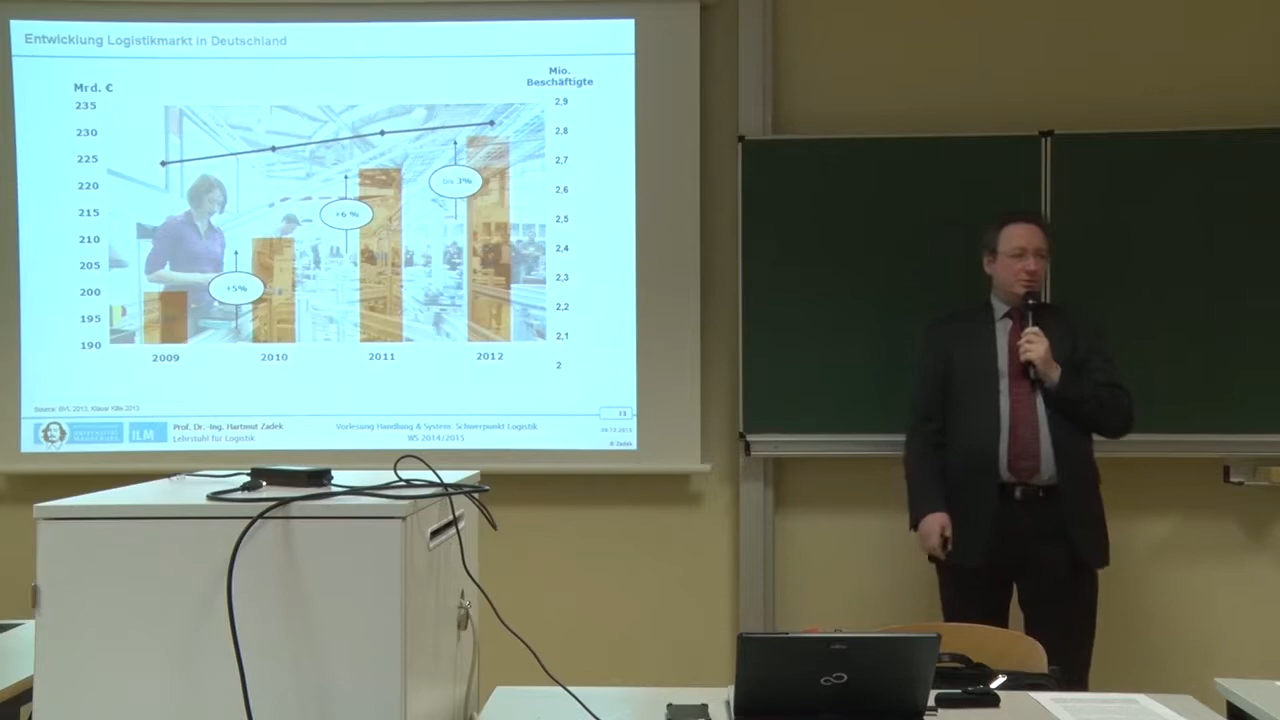 Entwicklung Logistikmarkt in Deutschland
Mrd. €
Mio.
Beschäftigte
235
230
225
220
215
210
205
200
195
190
2,9
2,8
2,7
2,6
2,5
2,4
2,3
2,2
2,1
2
+5%
+6 %
bis 3%
2009
2010
2011
2012
13
Prof. Dr.-Ing. Hartmut Zadek
Lehrstuhl für Logistik
Vorlesung Handlung & System: Schwerpunkt Logistik
WS 2014/2015
ILM
© Zadek